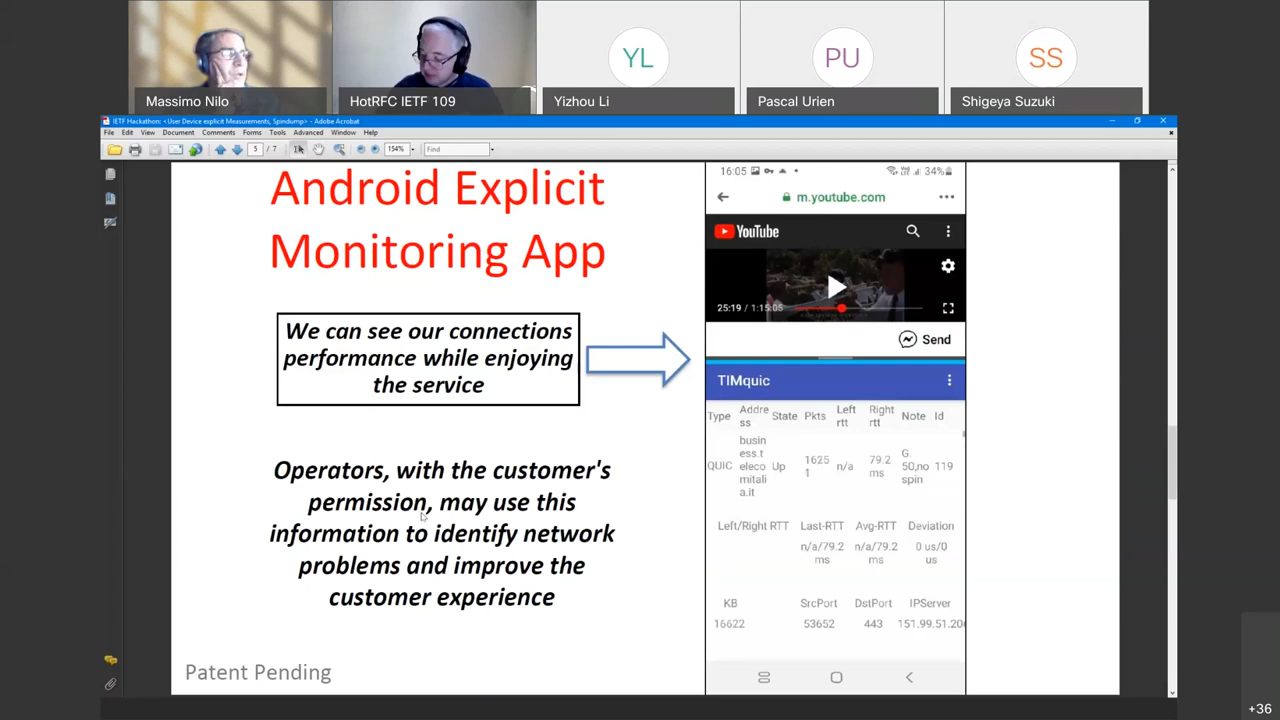 YL
PU
SS
Massimo Nilo
HotRFC IETF 109
Yizhou Li
Pascal Urien
Shigeya Suzuki
IETF Hackathon: <User Device explicit Measurements, Spindump> - Adobe Acrobat
File Edit View Document Comments Forms Tools Advanced Window Help
5 / 7
154%
Find
Android Explicit
Monitoring App
We can see our connections
performance while enjoying
the service
Operators, with the customer's
permission, may use this
information to identify network
problems and improve the
customer experience
Patent Pending
16:05
34%
m.youtube.com
YouTube
25:19 / 1:15:05
Send
TIMquic
Type Addre State Pkts Left Right Note Id
ss rtt rtt
busin
ess.t
QUIC eleco Up 1625 n/a 79.2 G. 119
mitali 1 ms 50,no
a.it spin
Left/Right RTT Last-RTT Avg-RTT Deviation
n/a/79.2 n/a/79.2 0 us/0
ms ms us
KB SrcPort DstPort IPServer
16622 53652 443 151.99.51.206
+36